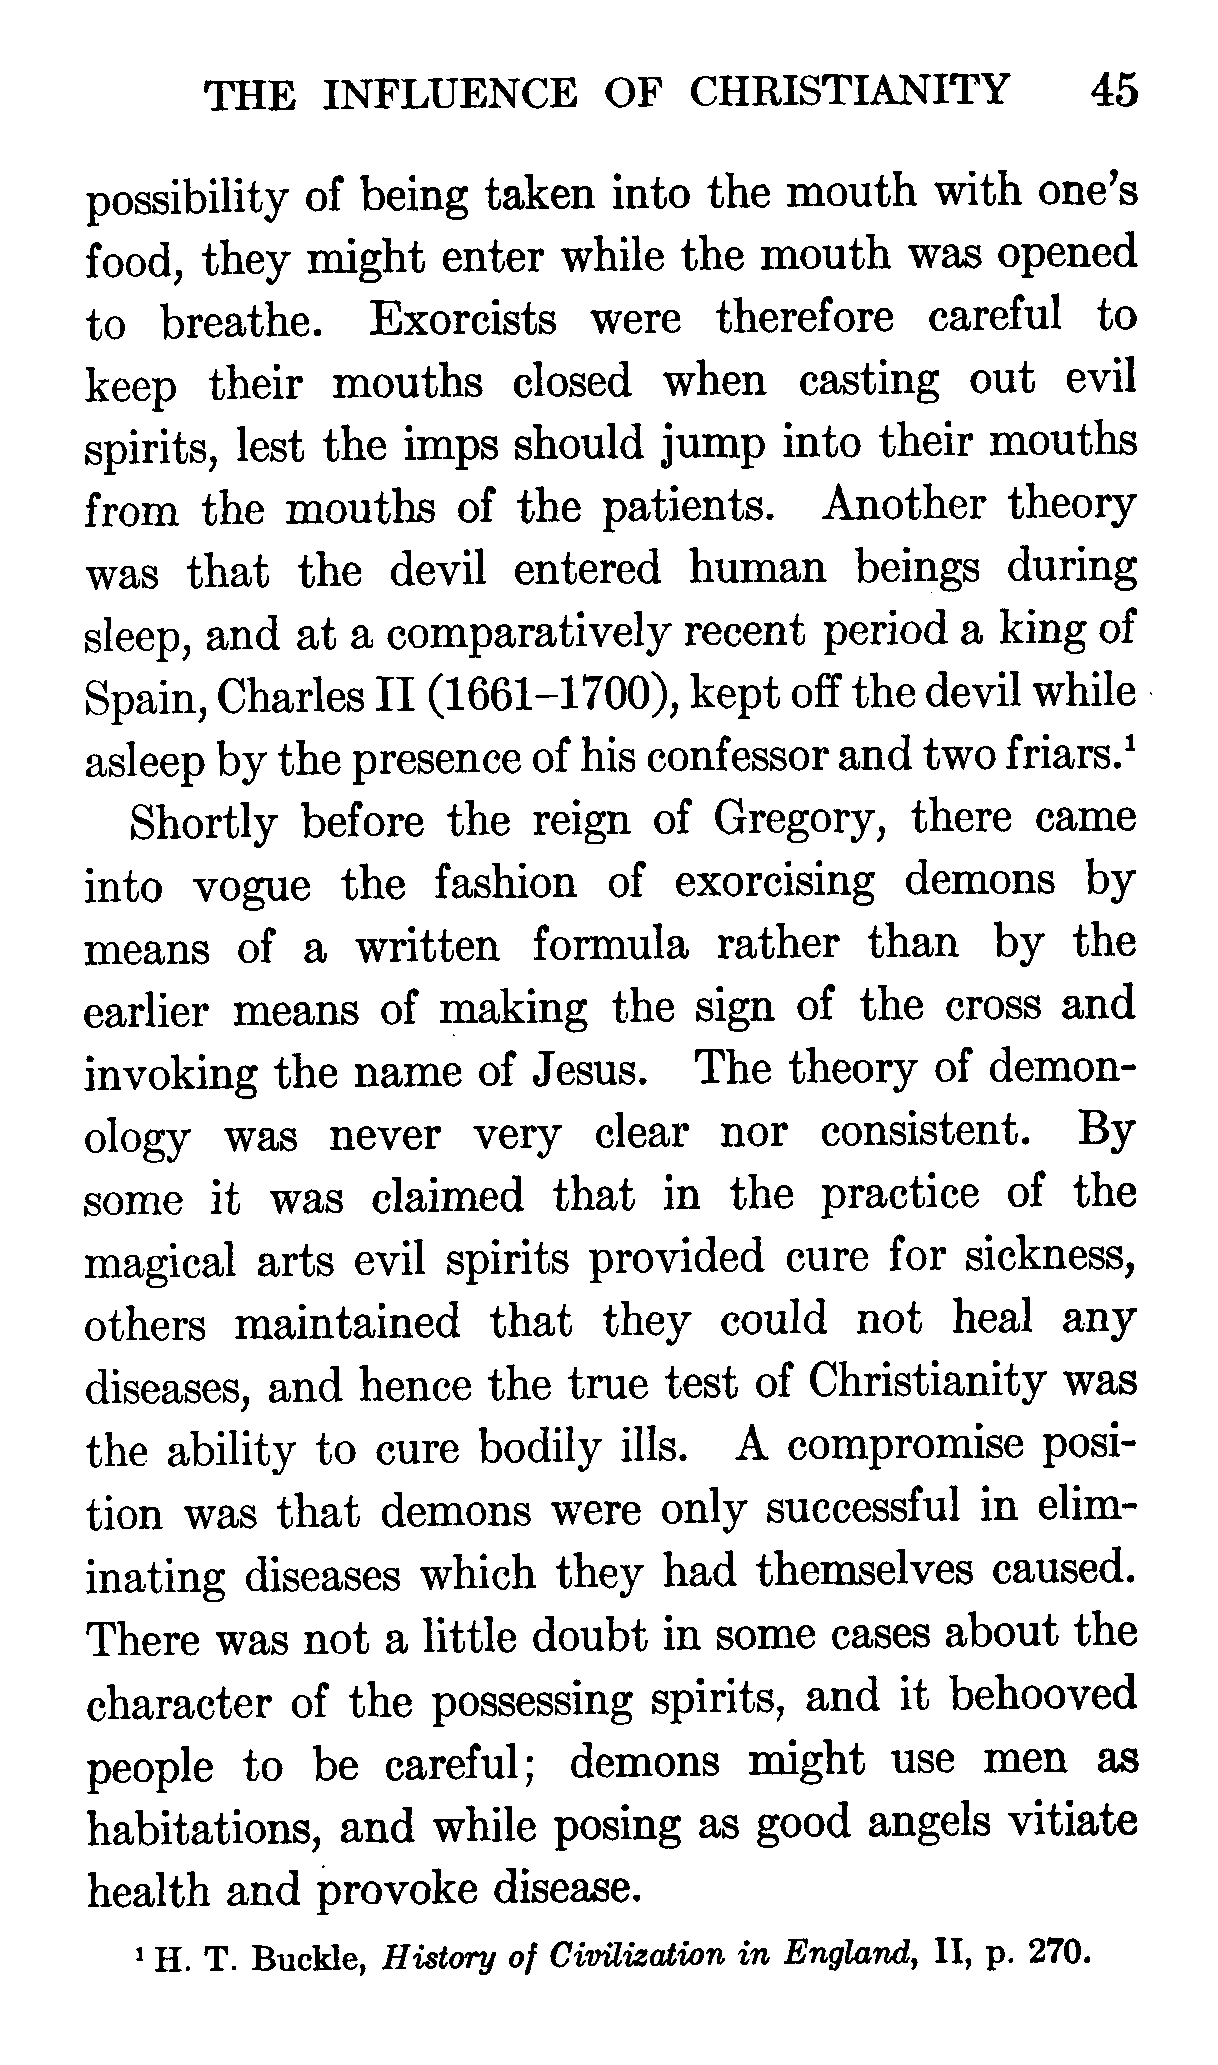 THE INFLUENCE OF CHRISTIANITY 45
possibility of being taken into the mouth with one's
food, they might enter while the mouth was opened
to breathe. Exorcists were therefore careful to
keep their mouths closed when casting out evil
spirits, lest the imps should jump into their mouths
from the mouths of the patients. Another theory
was that the devil entered human beings during
sleep, and at a comparatively recent period a king of
Spain, Charles II (1661–1700), kept off the devil while
asleep by the presence of his confessor and two friars.¹
Shortly before the reign of Gregory, there came
into vogue the fashion of exorcising demons by
means of a written formula rather than by the
earlier means of making the sign of the cross and
invoking the name of Jesus. The theory of demon-
ology was never very clear nor consistent. By
some it was claimed that in the practice of the
magical arts evil spirits provided cure for sickness,
others maintained that they could not heal any
diseases, and hence the true test of Christianity was
the ability to cure bodily ills. A compromise posi-
tion was that demons were only successful in elim-
inating diseases which they had themselves caused.
There was not a little doubt in some cases about the
character of the possessing spirits, and it behooved
people to be careful; demons might use men as
habitations, and while posing as good angels vitiate
health and provoke disease.
¹ H. T. Buckle, History of Civilization in England, II, p. 270.